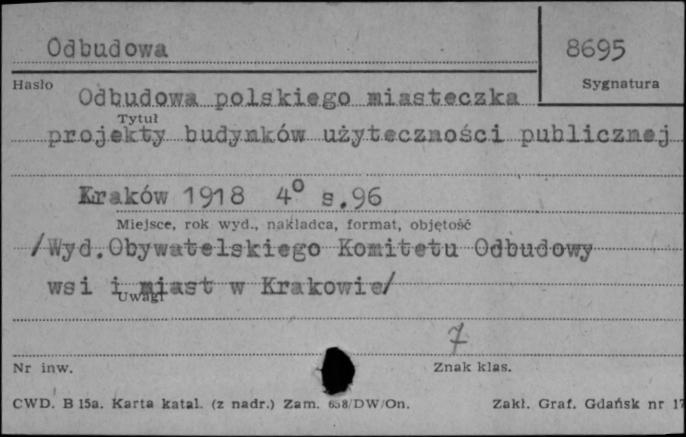 Odbudowa
8695
Hasło
Sygnatura
Odbudowa polskiego miasteczka
Tytuł
projekty budynków użyteczności publicznej
Kraków 1918 4° s.96
Miejsce, rok wyd., nakładca, format, objętość
/Wyd.Obywatelskiego Komitetu Odbudowy
wsi i miast w Krakowie/
Uwagi
7
Nr inw.
Znak klas.
CWD. B 15a. Karta katal. (z nadr.) Zam. 658/DW/On.
Zakł. Graf. Gdańsk nr